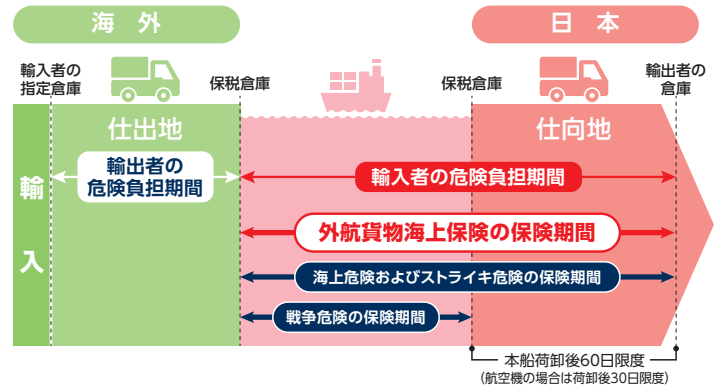 海 外
日 本
輸入者の
指定倉庫
保税倉庫
保税倉庫
輸出者の
倉庫
仕出地
仕向地
輸出者の
危険負担期間
輸入者の危険負担期間
輸
入
外航貨物海上保険の保険期間
海上危険およびストライキ危険の保険期間
戦争危険の保険期間
本船荷卸後60日限度
(航空機の場合は荷卸後30日限度)